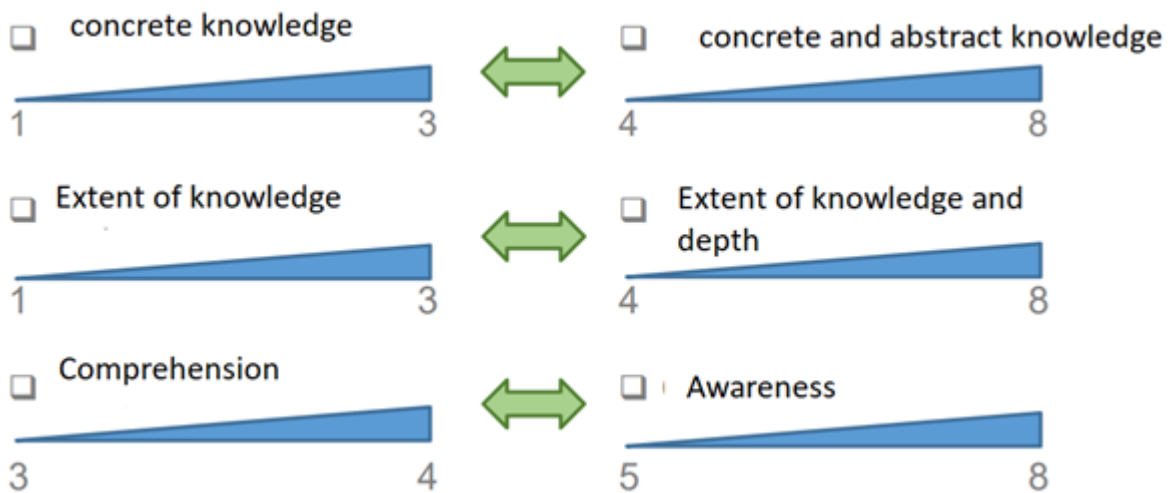 concrete knowledge
concrete and abstract knowledge
1 3
4 8
Extent of knowledge
Extent of knowledge and
depth
1 3
4 8
Comprehension
Awareness
3 4
5 8